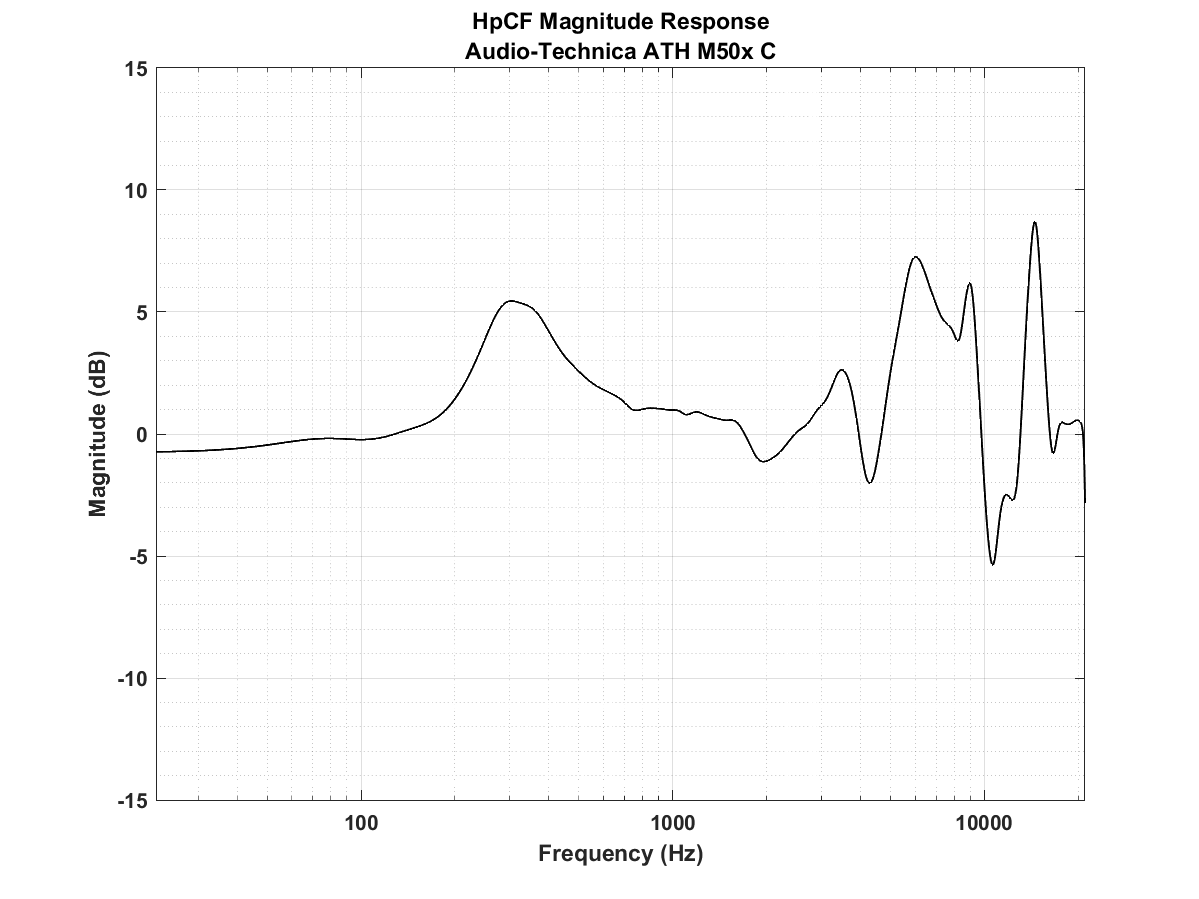 HpCF Magnitude Response
Audio-Technica ATH M50x C
15
10
5
0
-5
-10
-15
Magnitude (dB)
100 1000 10000
Frequency (Hz)